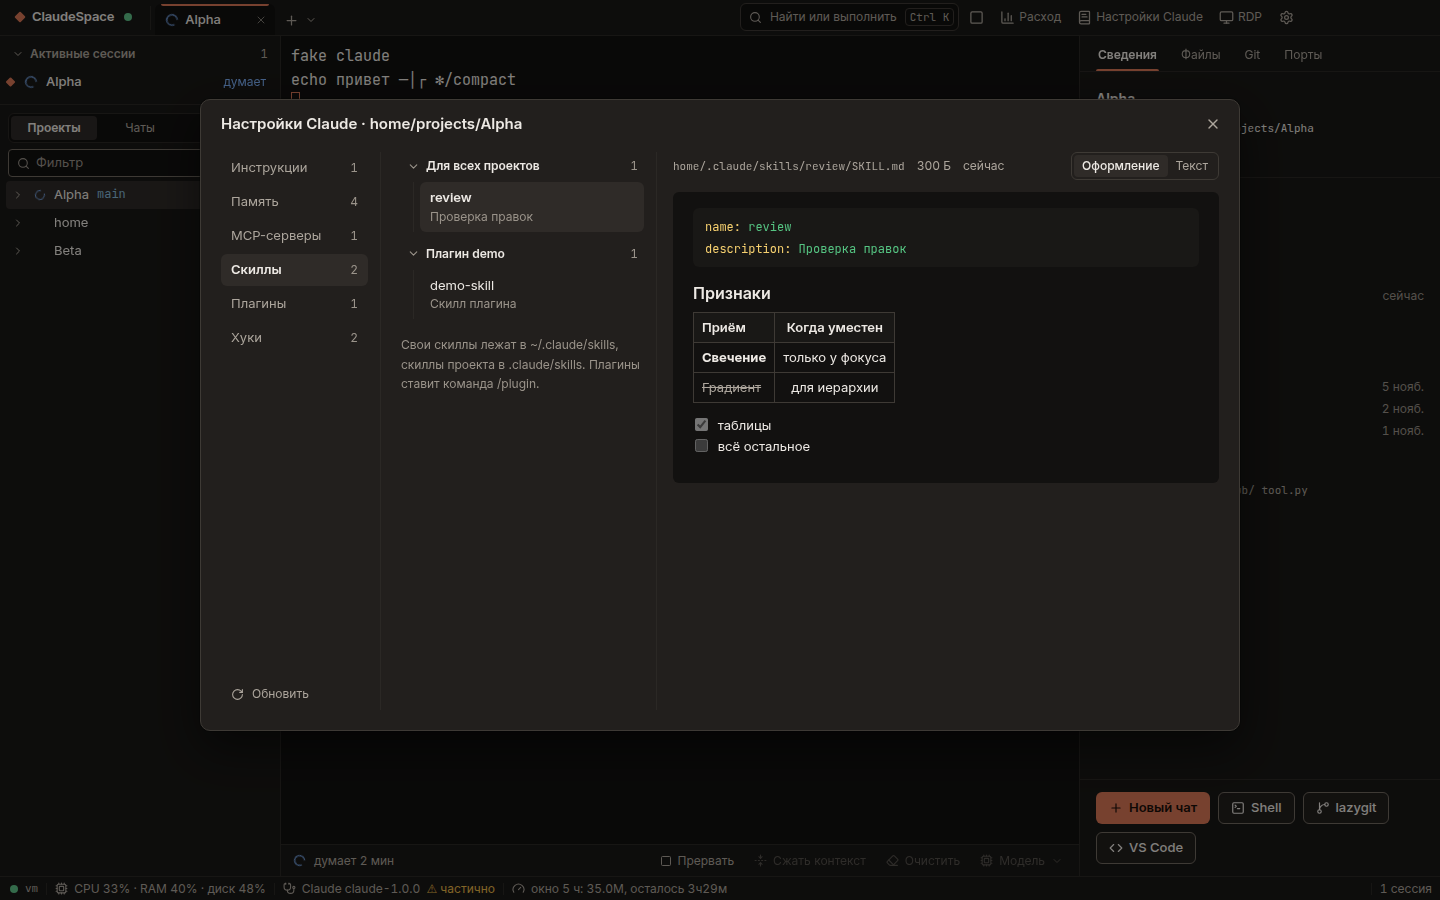 ClaudeSpace
Alpha
Найти или выполнить Ctrl K
Расход
Настройки Claude
RDP
Активные сессии 1
Alpha думает
Проекты Чаты
Фильтр
Alpha main
home
Beta
fake claude
echo привет —│┌ ✻/compact
Сведения Файлы Git Порты
jects/Alpha
сейчас
5 нояб.
2 нояб.
1 нояб.
tool.py
Настройки Claude · home/projects/Alpha
Инструкции 1
Память 4
MCP-серверы 1
Скиллы 2
Плагины 1
Хуки 2
Обновить
Для всех проектов 1
review
Проверка правок
Плагин demo 1
demo-skill
Скилл плагина
Свои скиллы лежат в ~/.claude/skills,
скиллы проекта в .claude/skills. Плагины
ставит команда /plugin.
home/.claude/skills/review/SKILL.md 300 Б сейчас
Оформление Текст
name: review
description: Проверка правок
Признаки
Приём Когда уместен
Свечение только у фокуса
Градиент для иерархии
таблицы
всё остальное
Новый чат Shell lazygit
VS Code
думает 2 мин
Прервать Сжать контекст Очистить Модель
vm CPU 33% · RAM 40% · диск 48% Claude claude-1.0.0 ⚠ частично окно 5 ч: 35.0M, осталось 3ч29м 1 сессия